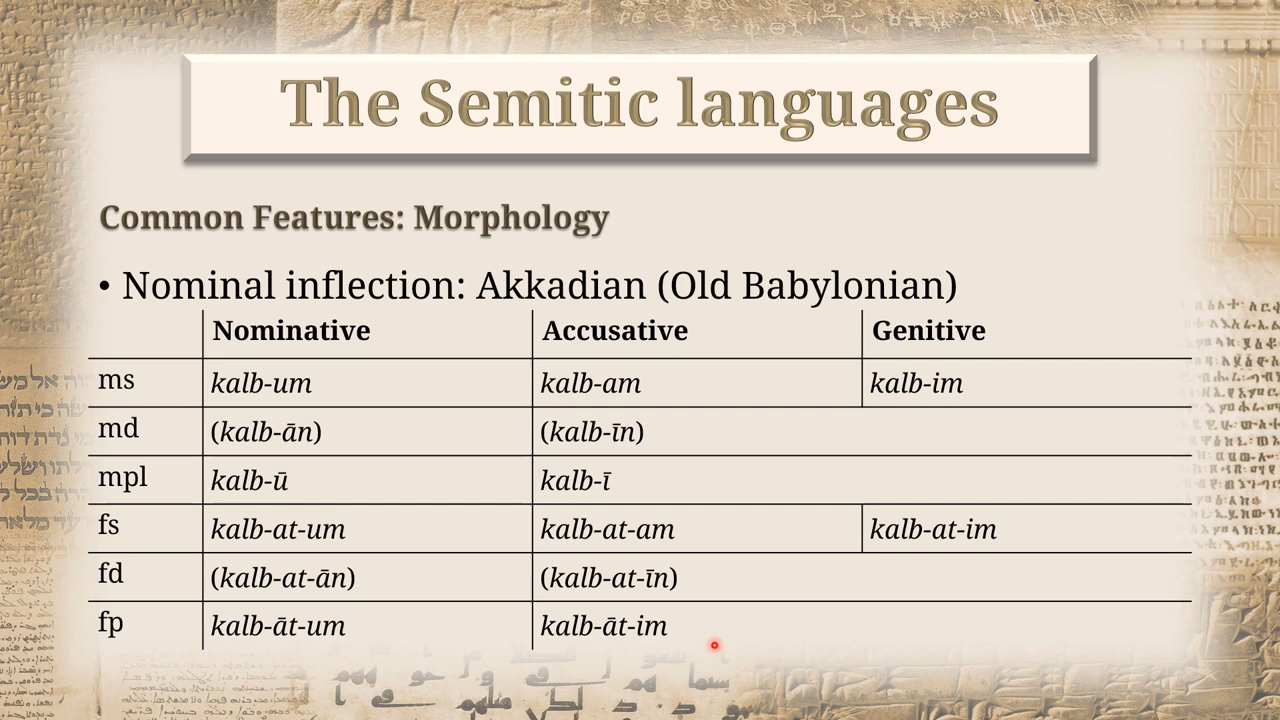 The Semitic languages
Common Features: Morphology
• Nominal inflection: Akkadian (Old Babylonian)
Nominative Accusative Genitive
ms kalb-um kalb-am kalb-im
md (kalb-ān) (kalb-īn)
mpl kalb-ū kalb-ī
fs kalb-at-um kalb-at-am kalb-at-im
fd (kalb-at-ān) (kalb-at-īn)
fp kalb-āt-um kalb-āt-im